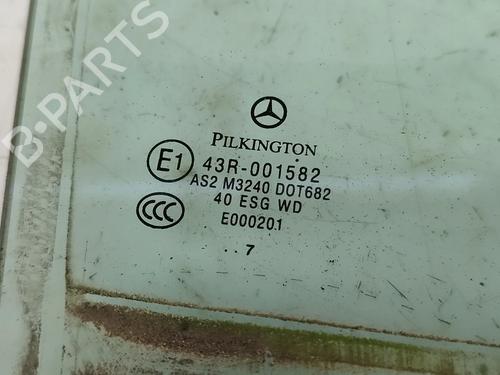 B-PARTS
PILKINGTON
E1 43R-001582
AS2 M3240 DOT682
CCC 40 ESG WD
E000201
.. 7